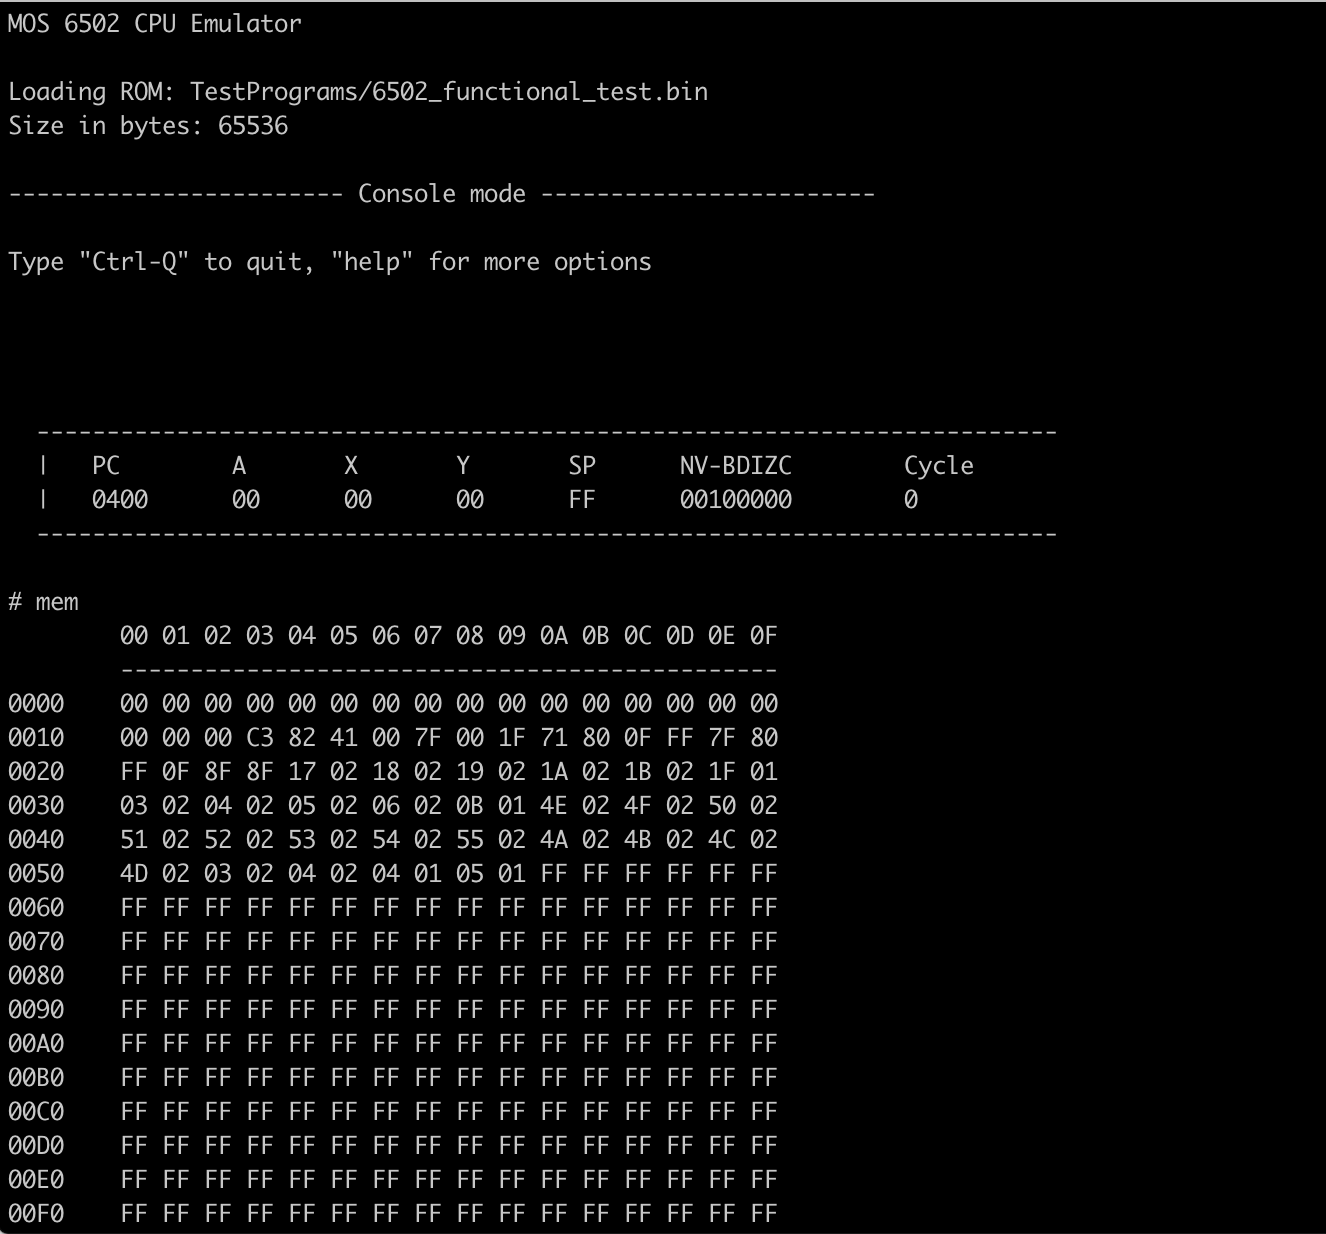 MOS 6502 CPU Emulator
Loading ROM: TestPrograms/6502_functional_test.bin
Size in bytes: 65536
------------------------ Console mode ------------------------
Type "Ctrl-Q" to quit, "help" for more options
-------------------------------------------------------------------------
|   PC        A       X       Y       SP      NV-BDIZC        Cycle
|   0400      00      00      00      FF      00100000        0
-------------------------------------------------------------------------
# mem
00 01 02 03 04 05 06 07 08 09 0A 0B 0C 0D 0E 0F
-----------------------------------------------
0000    00 00 00 00 00 00 00 00 00 00 00 00 00 00 00 00
0010    00 00 00 C3 82 41 00 7F 00 1F 71 80 0F FF 7F 80
0020    FF 0F 8F 8F 17 02 18 02 19 02 1A 02 1B 02 1F 01
0030    03 02 04 02 05 02 06 02 0B 01 4E 02 4F 02 50 02
0040    51 02 52 02 53 02 54 02 55 02 4A 02 4B 02 4C 02
0050    4D 02 03 02 04 02 04 01 05 01 FF FF FF FF FF FF
0060    FF FF FF FF FF FF FF FF FF FF FF FF FF FF FF FF
0070    FF FF FF FF FF FF FF FF FF FF FF FF FF FF FF FF
0080    FF FF FF FF FF FF FF FF FF FF FF FF FF FF FF FF
0090    FF FF FF FF FF FF FF FF FF FF FF FF FF FF FF FF
00A0    FF FF FF FF FF FF FF FF FF FF FF FF FF FF FF FF
00B0    FF FF FF FF FF FF FF FF FF FF FF FF FF FF FF FF
00C0    FF FF FF FF FF FF FF FF FF FF FF FF FF FF FF FF
00D0    FF FF FF FF FF FF FF FF FF FF FF FF FF FF FF FF
00E0    FF FF FF FF FF FF FF FF FF FF FF FF FF FF FF FF
00F0    FF FF FF FF FF FF FF FF FF FF FF FF FF FF FF FF